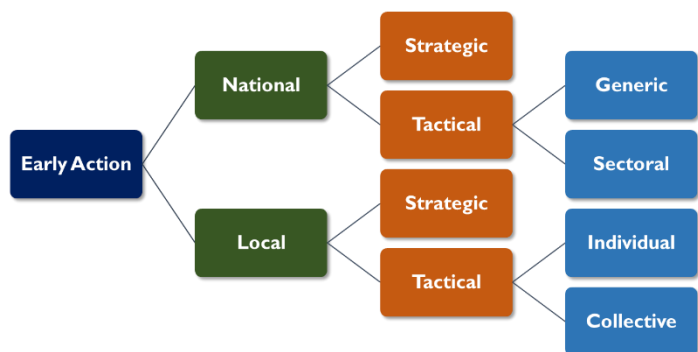 Early Action
National
Strategic
Tactical
Generic
Sectoral
Local
Strategic
Tactical
Individual
Collective